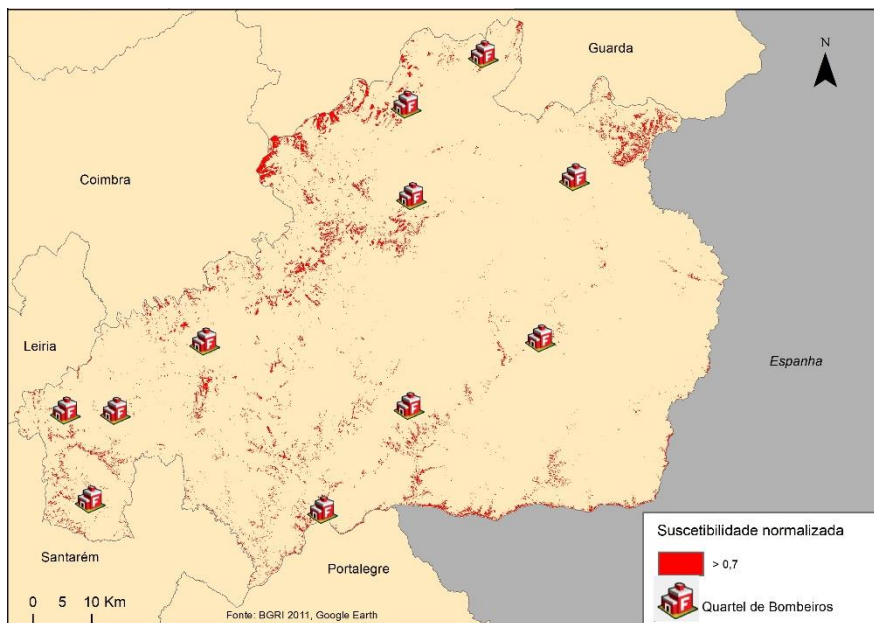 Guarda
N
Coimbra
Leiria
Espanha
Santarém
Portalegre
Suscetibilidade normalizada
> 0,7
F Quartel de Bombeiros
0 5 10 Km
Fonte: BGRI 2011, Google Earth